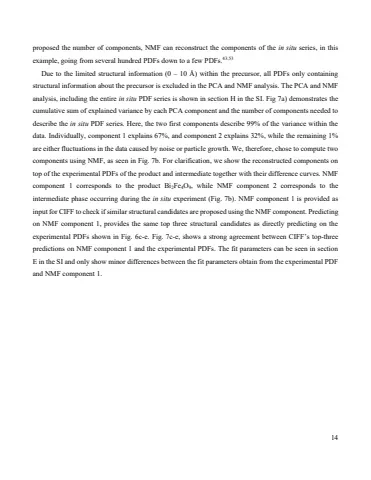 proposed the number of components, NMF can reconstruct the components of the in situ series, in this
example, going from several hundred PDFs down to a few PDFs.
Due to the limited structural information (0 – 10 Å) within the precursor, all PDFs only containing
structural information about the precursor is excluded in the PCA and NMF analysis. The PCA and NMF
analysis, including the entire in situ PDF series is shown in section H in the SI. Fig 7a) demonstrates the
cumulative sum of explained variance by each PCA component and the number of components needed to
describe the in situ PDF series. Here, the two first components describe 99% of the variance within the
data. Individually, component 1 explains 67%, and component 2 explains 32%, while the remaining 1%
are either fluctuations in the data caused by noise or particle growth. We, therefore, chose to compute two
components using NMF, as seen in Fig. 7b. For clarification, we show the reconstructed components on
top of the experimental PDFs of the product and intermediate together with their difference curves. NMF
component 1 corresponds to the product Bi₂Fe₄O₉, while NMF component 2 corresponds to the
intermediate phase occurring during the in situ experiment (Fig. 7b). NMF component 1 is provided as
input for CIFF to check if similar structural candidates are proposed using the NMF component. Predicting
on NMF component 1, provides the same top three structural candidates as directly predicting on the
experimental PDFs shown in Fig. 6c-e. Fig. 7c-e, shows a strong agreement between CIFF's top-three
predictions on NMF component 1 and the experimental PDFs. The fit parameters can be seen in section
E in the SI and only show minor differences between the fit parameters obtain from the experimental PDF
and NMF component 1.
14